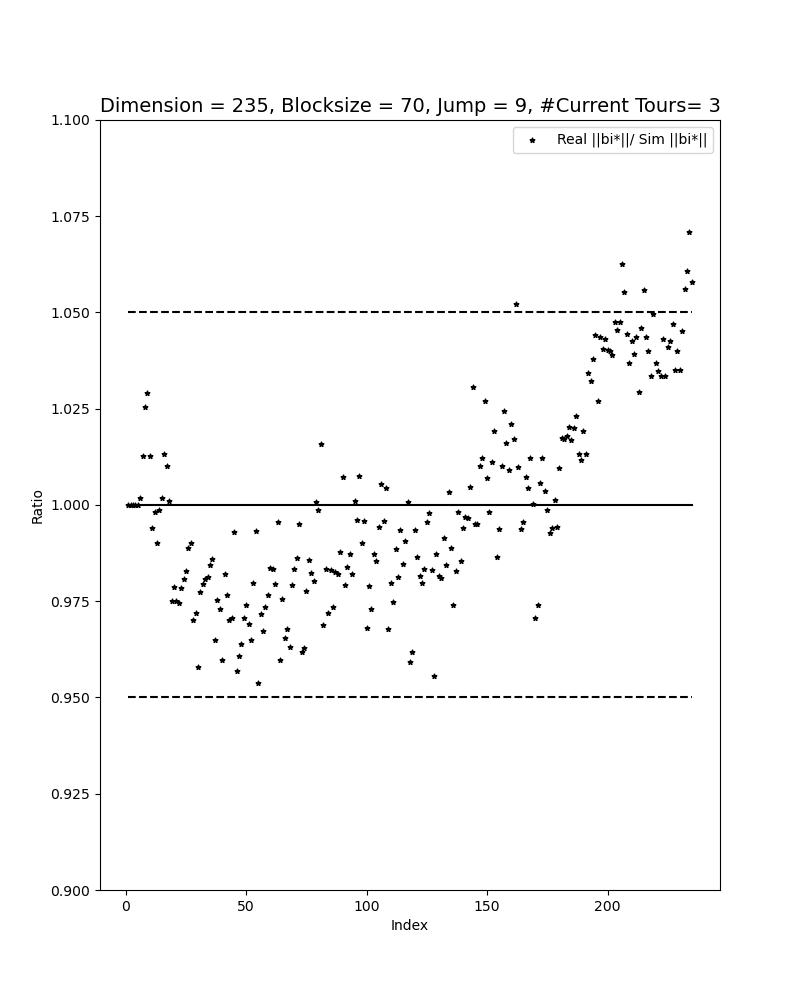 Dimension = 235, Blocksize = 70, Jump = 9, #Current Tours= 3
1.100
Real ||bi*||/ Sim ||bi*||
1.075
1.050
1.025
1.000
Ratio
0.975
0.950
0.925
0.900
0 50 100 150 200
Index